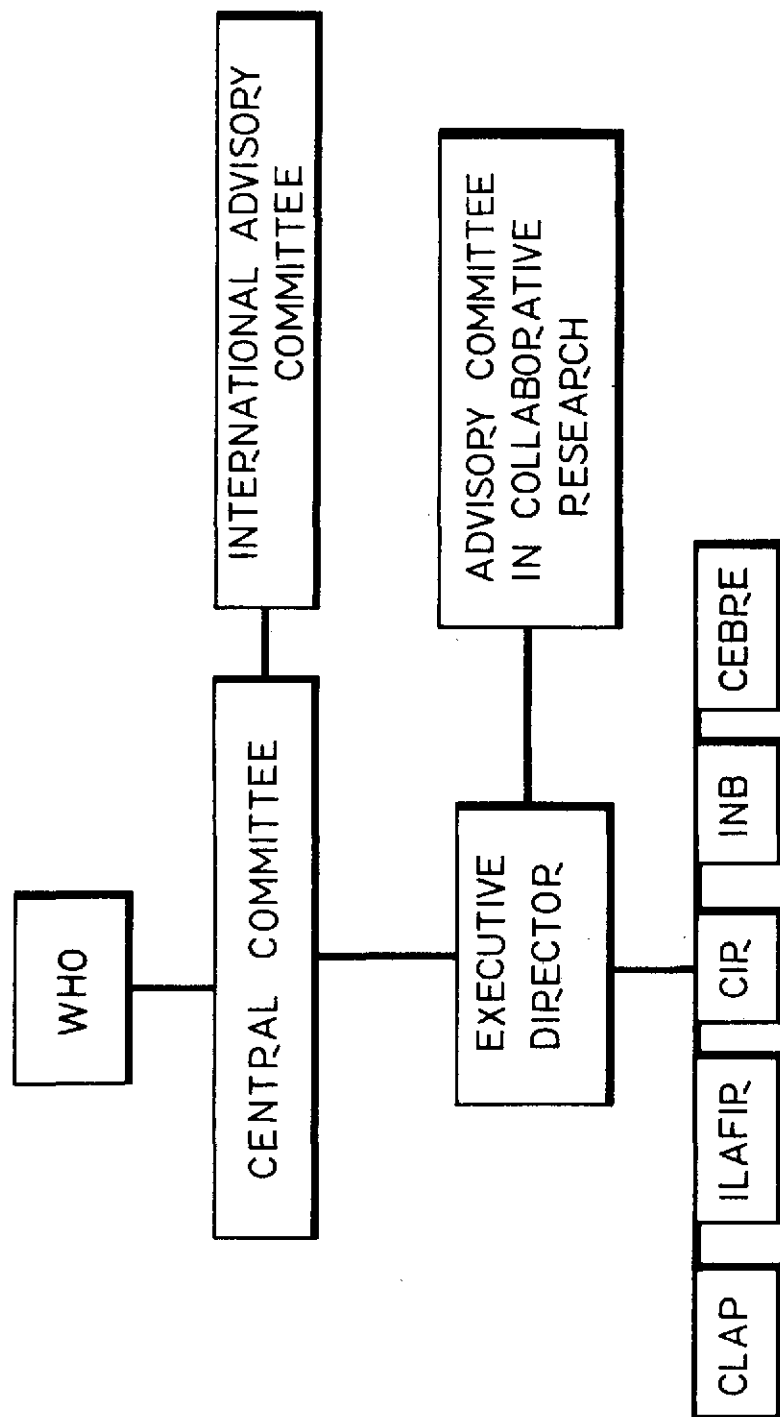 WHO
CENTRAL COMMITTEE
INTERNATIONAL ADVISORY
COMMITTEE
EXECUTIVE
DIRECTOR
ADVISORY COMMITTEE
IN COLLABORATIVE
RESEARCH
CLAP
ILAFIR
CIR
INB
CEBRE